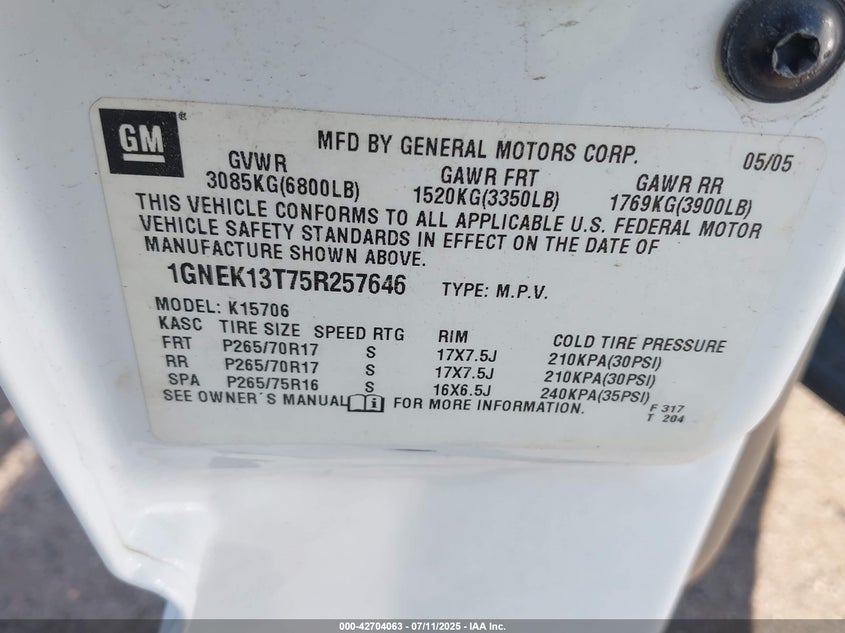 GM®
MFD BY GENERAL MOTORS CORP. 05/05
GVWR GAWR FRT GAWR RR
3085KG(6800LB) 1520KG(3350LB) 1769KG(3900LB)
THIS VEHICLE CONFORMS TO ALL APPLICABLE U.S. FEDERAL MOTOR
VEHICLE SAFETY STANDARDS IN EFFECT ON THE DATE OF
MANUFACTURE SHOWN ABOVE.
1GNEK13T75R257646 TYPE: M.P.V.
MODEL: K15706
KASC TIRE SIZE SPEED RTG RIM COLD TIRE PRESSURE
FRT P265/70R17 S 17X7.5J 210KPA(30PSI)
RR P265/70R17 S 17X7.5J 210KPA(30PSI)
SPA P265/75R16 S 16X6.5J 240KPA(35PSI)
SEE OWNER'S MANUAL FOR MORE INFORMATION.
F 317
T 204
000-42704063 - 07/11/2025 - IAA Inc.